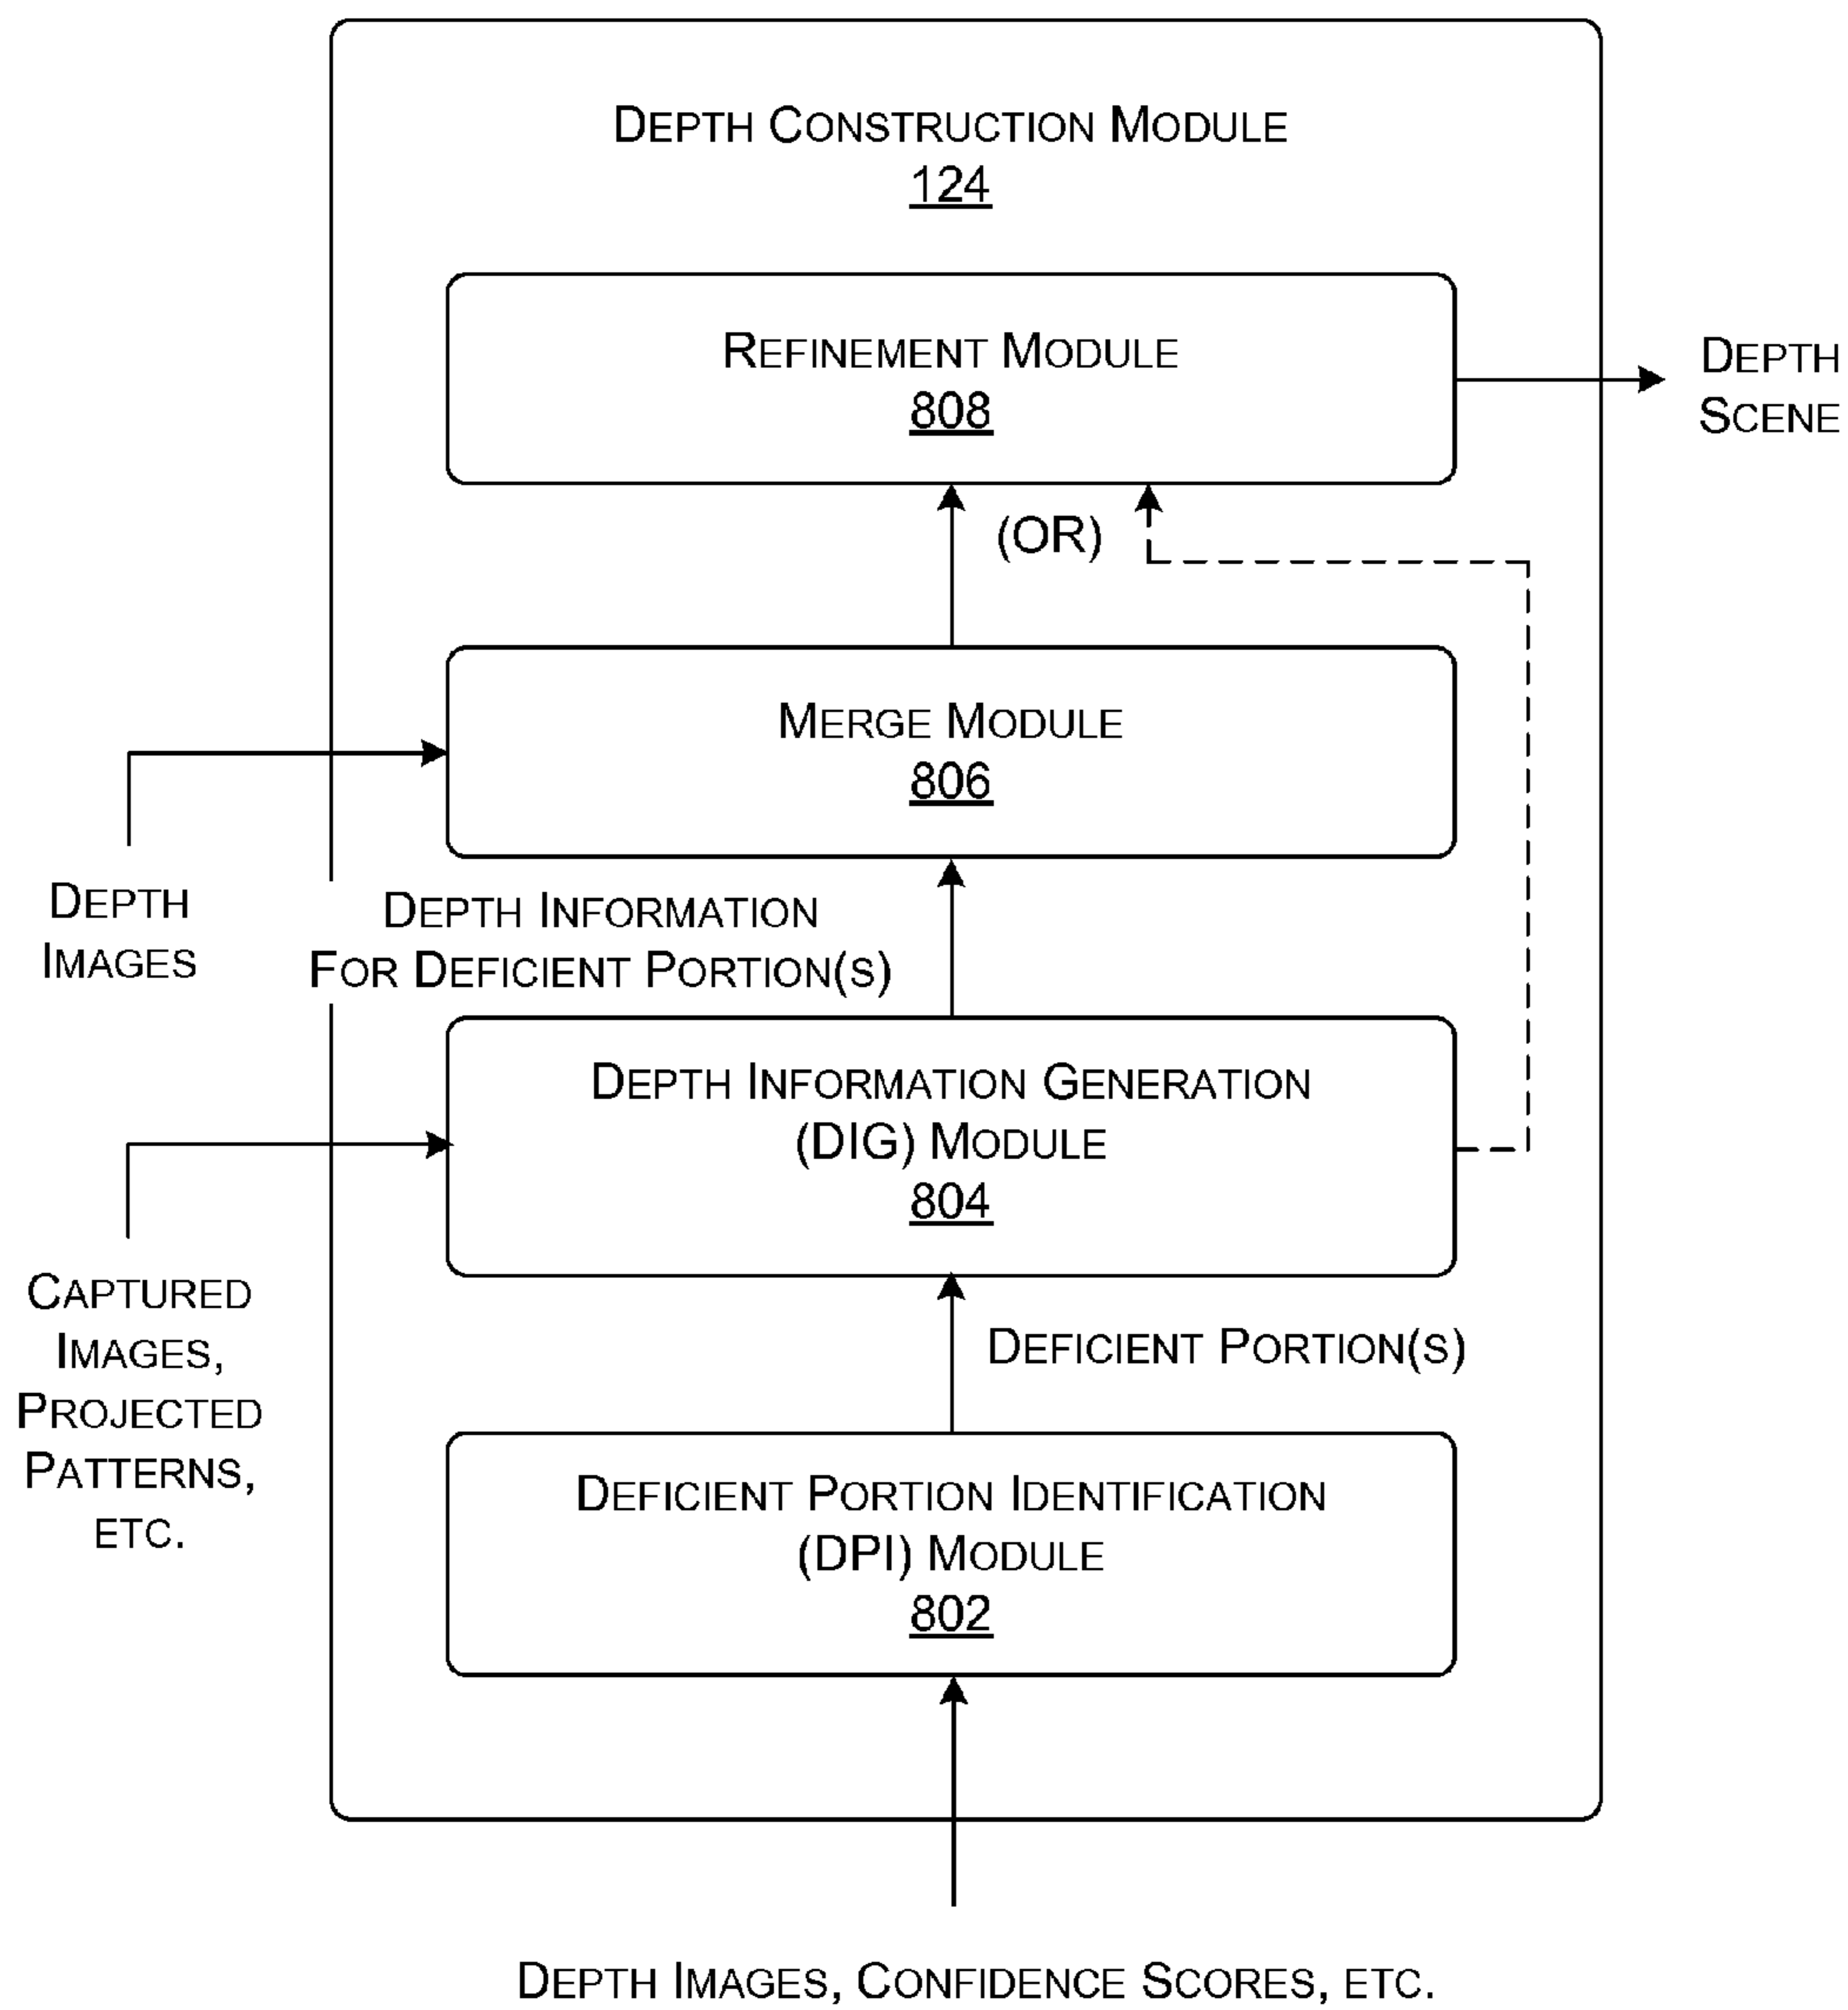 DEPTH CONSTRUCTION MODULE
124
REFINEMENT MODULE
808
DEPTH
SCENE
(OR)
MERGE MODULE
806
DEPTH
IMAGES
DEPTH INFORMATION
FOR DEFICIENT PORTION(S)
DEPTH INFORMATION GENERATION
(DIG) MODULE
804
CAPTURED
IMAGES,
PROJECTED
PATTERNS,
ETC.
DEFICIENT PORTION(S)
DEFICIENT PORTION IDENTIFICATION
(DPI) MODULE
802
DEPTH IMAGES, CONFIDENCE SCORES, ETC.